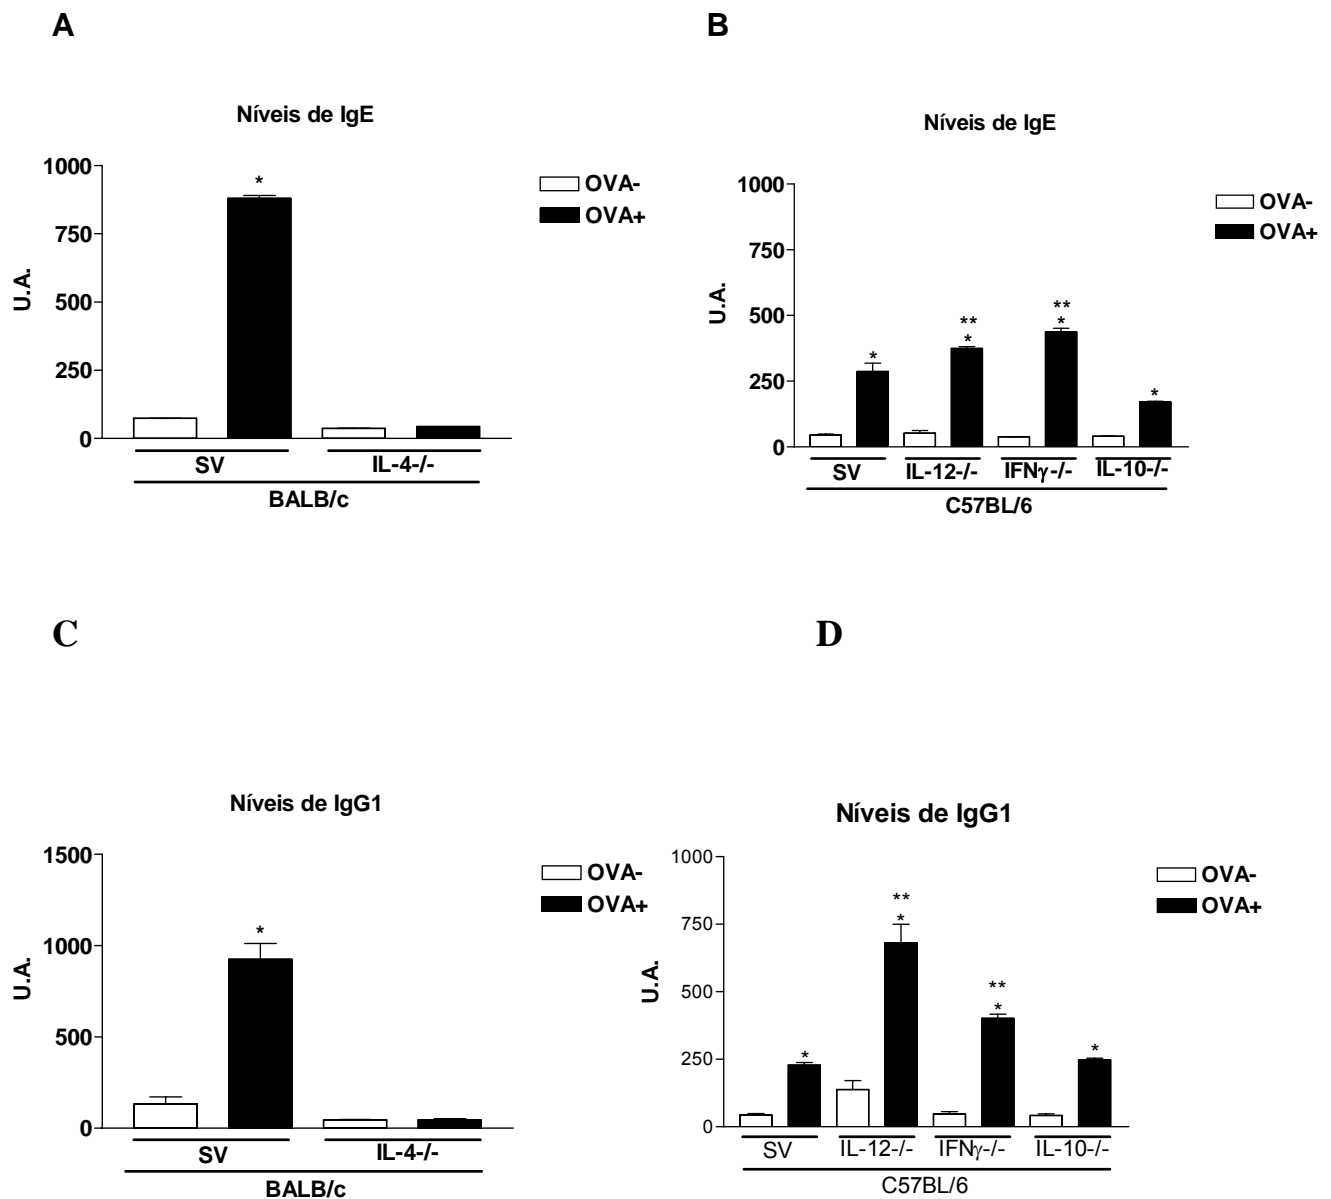 A
Níveis de IgE
1000
750
500
250
0
U.A.
*
OVA-
OVA+
SV
IL-4-/-
BALB/c
B
Níveis de IgE
1000
750
500
250
0
U.A.
*
**
*
**
*
*
OVA-
OVA+
SV
IL-12-/-
IFNγ-/-
IL-10-/-
C57BL/6
C
Níveis de IgG1
1500
1000
500
0
U.A.
*
OVA-
OVA+
SV
IL-4-/-
BALB/c
D
Níveis de IgG1
1000
750
500
250
0
U.A.
*
**
*
**
*
*
OVA-
OVA+
SV
IL-12-/-
IFNγ-/-
IL-10-/-
C57BL/6